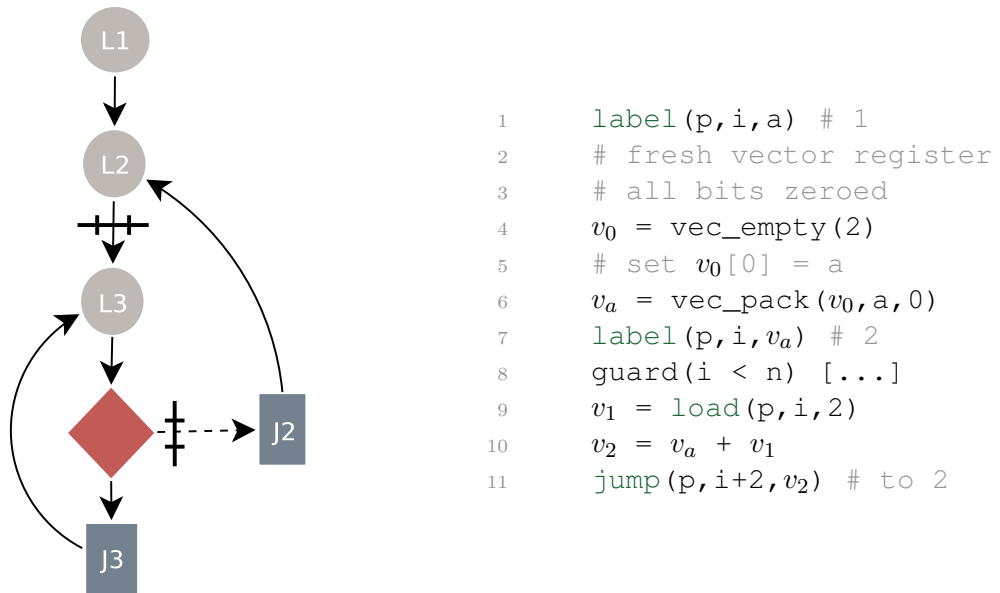 L1
L2
L3
J2
J3
1 label(p,i,a) # 1
2 # fresh vector register
3 # all bits zeroed
4 v₀ = vec_empty(2)
5 # set v₀[0] = a
6 vₐ = vec_pack(v₀,a,0)
7 label(p,i,vₐ) # 2
8 guard(i < n) [...]
9 v₁ = load(p,i,2)
10 v₂ = vₐ + v₁
11 jump(p,i+2,v₂) # to 2